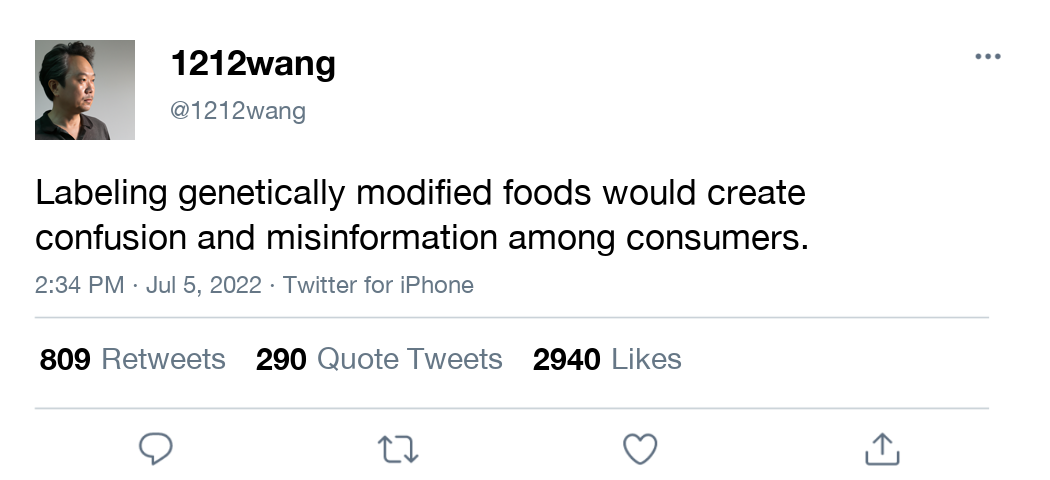 1212wang
@1212wang
Labeling genetically modified foods would create
confusion and misinformation among consumers.
2:34 PM · Jul 5, 2022 · Twitter for iPhone
809 Retweets 290 Quote Tweets 2940 Likes